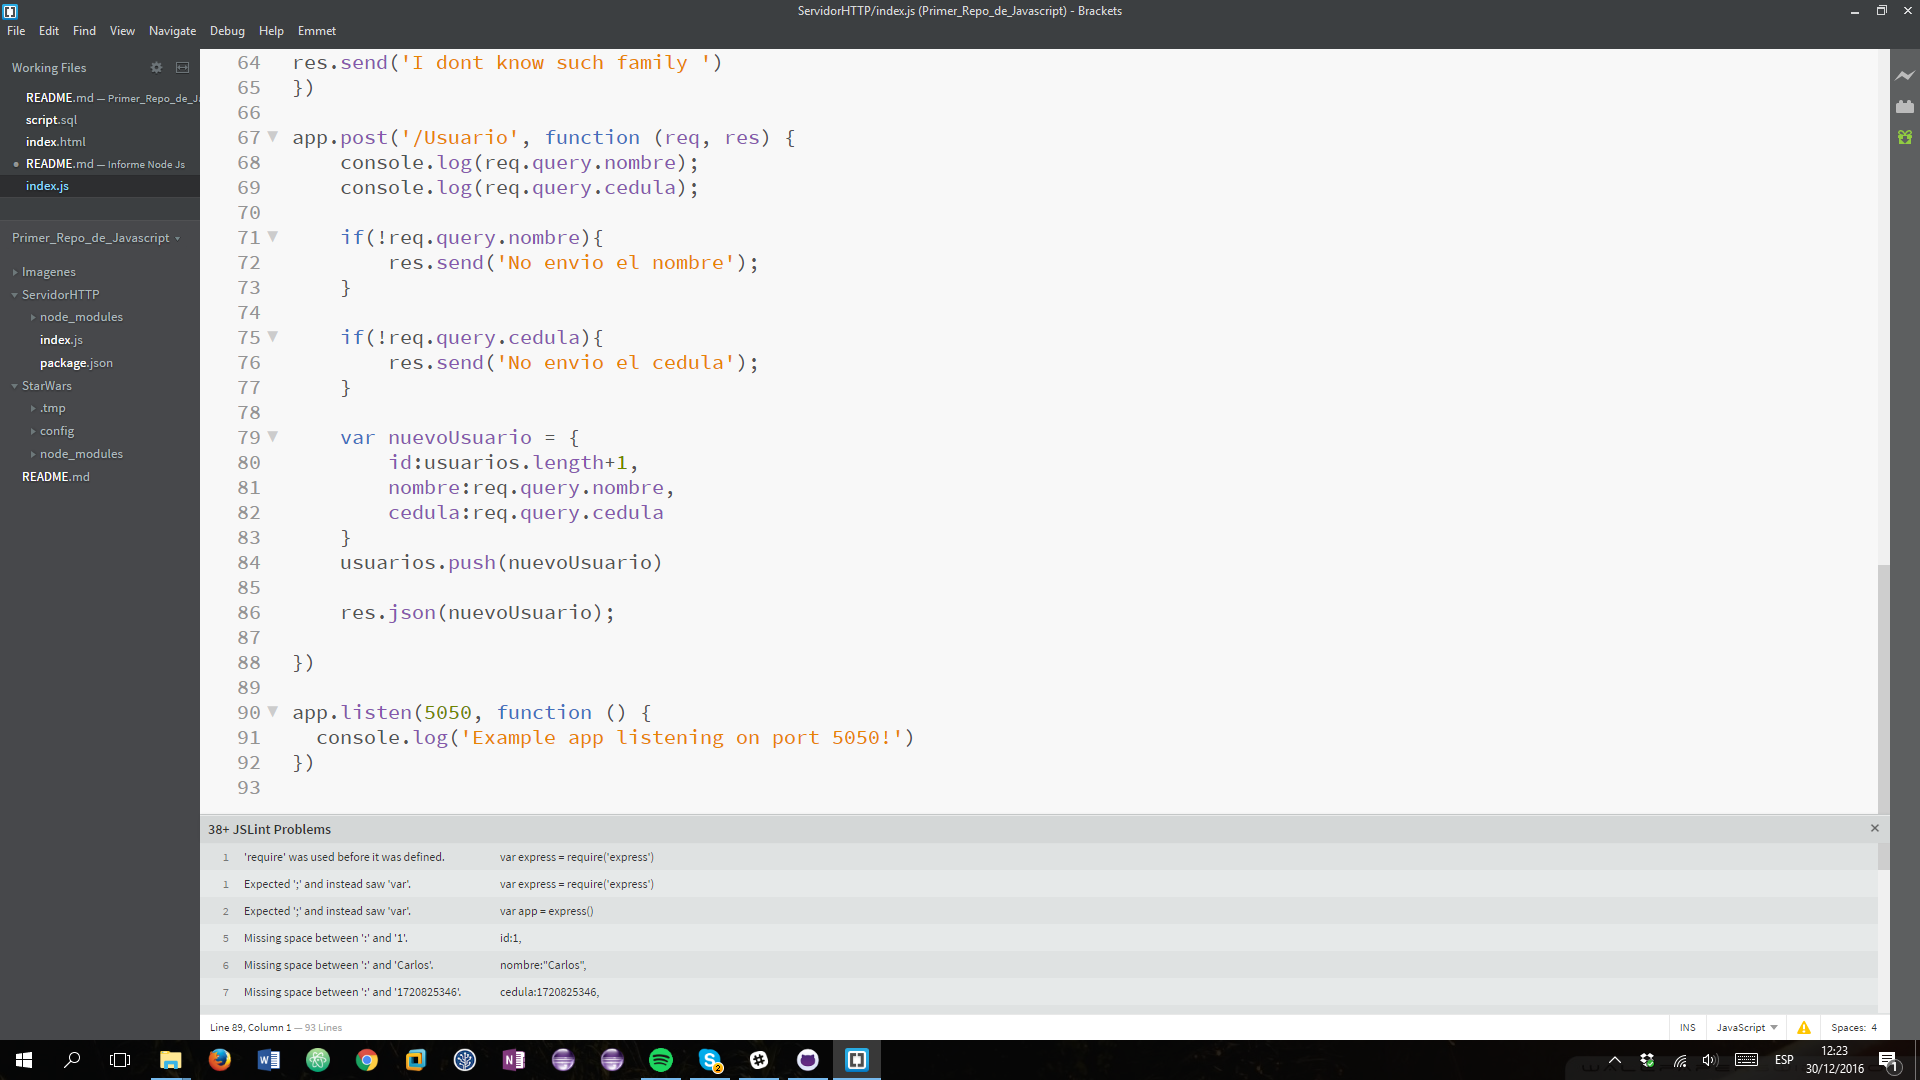 ServidorHTTP/index.js (Primer_Repo_de_Javascript) - Brackets
File Edit Find View Navigate Debug Help Emmet
Working Files
README.md — Primer_Repo_de_Ja
script.sql
index.html
README.md — Informe Node Js
index.js
Primer_Repo_de_Javascript
Imagenes
ServidorHTTP
node_modules
index.js
package.json
StarWars
.tmp
config
node_modules
README.md
64 res.send('I dont know such family ')
65 })
66
67 app.post('/Usuario', function (req, res) {
68     console.log(req.query.nombre);
69     console.log(req.query.cedula);
70
71     if(!req.query.nombre){
72         res.send('No envio el nombre');
73     }
74
75     if(!req.query.cedula){
76         res.send('No envio el cedula');
77     }
78
79     var nuevoUsuario = {
80         id:usuarios.length+1,
81         nombre:req.query.nombre,
82         cedula:req.query.cedula
83     }
84     usuarios.push(nuevoUsuario)
85
86     res.json(nuevoUsuario);
87
88 })
89
90 app.listen(5050, function () {
91   console.log('Example app listening on port 5050!')
92 })
93
38+ JSLint Problems
1 'require' was used before it was defined. var express = require('express')
1 Expected ';' and instead saw 'var'. var express = require('express')
2 Expected ';' and instead saw 'var'. var app = express()
5 Missing space between ':' and '1'. id:1,
6 Missing space between ':' and 'Carlos'. nombre:"Carlos",
7 Missing space between ':' and '1720825346'. cedula:1720825346,
Line 89, Column 1 — 93 Lines
INS JavaScript Spaces: 4
ESP
12:23
30/12/2016